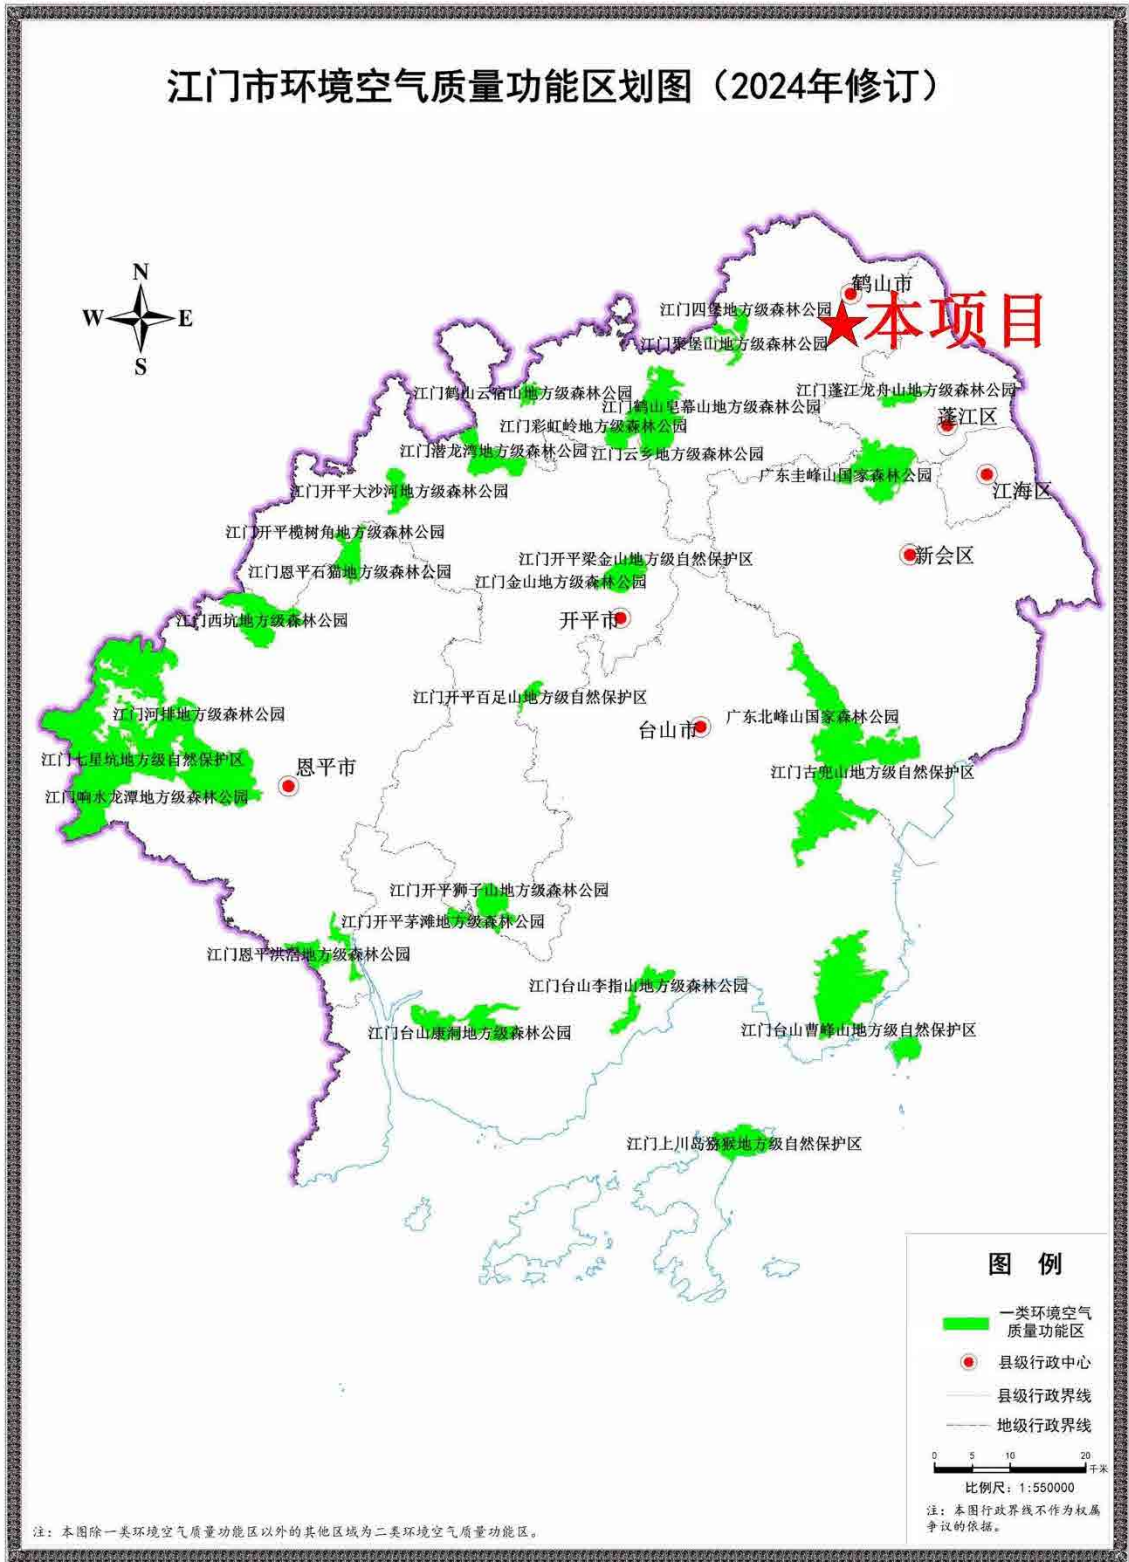 江门市环境空气质量功能区划图（2024年修订）
N
W
E
S
鹤山市
江门四堡地方级森林公园
本项目
江门聚堡山地方级森林公园
江门鹤山云宿山地方级森林公园
江门蓬江龙舟山地方级森林公园
江门鹤山皂幕山地方级森林公园
蓬江区
江门彩虹岭地方级森林公园
江门潜龙湾地方级森林公园
江门云乡地方级森林公园
广东圭峰山国家森林公园
江海区
江门开平大沙河地方级森林公园
江门开平榄树角地方级森林公园
江门开平梁金山地方级自然保护区
新会区
江门恩平石猫地方级森林公园
江门金山地方级森林公园
江门西坑地方级森林公园
开平市
江门开平百足山地方级自然保护区
江门河排地方级森林公园
广东北峰山国家森林公园
台山市
江门七星坑地方级自然保护区
恩平市
江门古兜山地方级自然保护区
江门响水龙潭地方级森林公园
江门开平狮子山地方级森林公园
江门开平茅滩地方级森林公园
江门恩平洪滘地方级森林公园
江门台山李指山地方级森林公园
江门台山康洞地方级森林公园
江门台山曹峰山地方级自然保护区
江门上川岛猕猴地方级自然保护区
图 例
一类环境空气
质量功能区
县级行政中心
县级行政界线
地级行政界线
0 5 10 20
千米
比例尺：1:550000
注：本图行政界线不作为权属
争议的依据。
注：本图除一类环境空气质量功能区以外的其他区域为二类环境空气质量功能区。